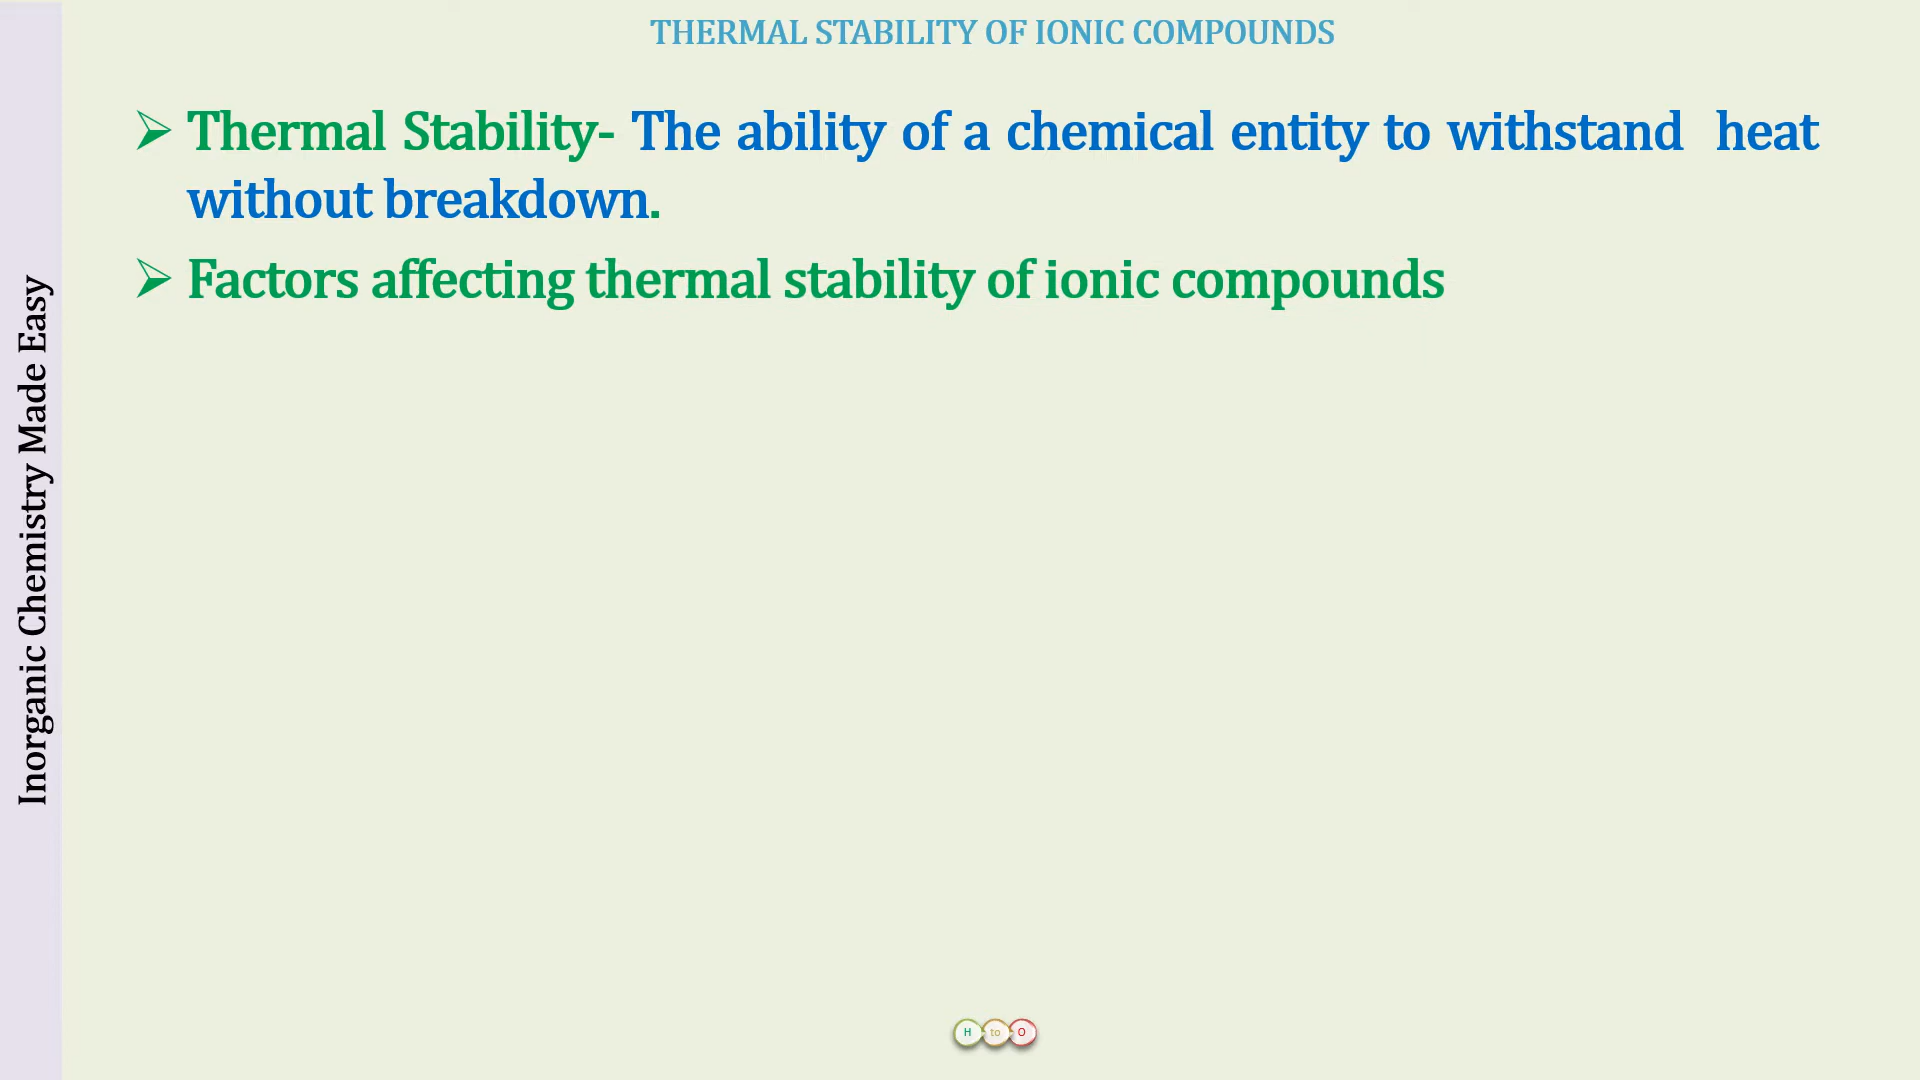 THERMAL STABILITY OF IONIC COMPOUNDS
Thermal Stability- The ability of a chemical entity to withstand heat
without breakdown.
Factors affecting thermal stability of ionic compounds
Inorganic Chemistry Made Easy
H to O